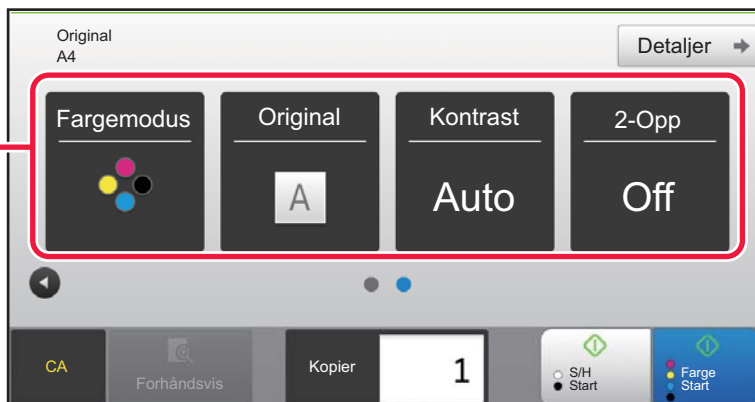 Original
A4
Detaljer
Fargemodus
Original
A
Kontrast
Auto
2-Opp
Off
CA
Forhåndsvis
Kopier
1
S/H
Start
Farge
Start